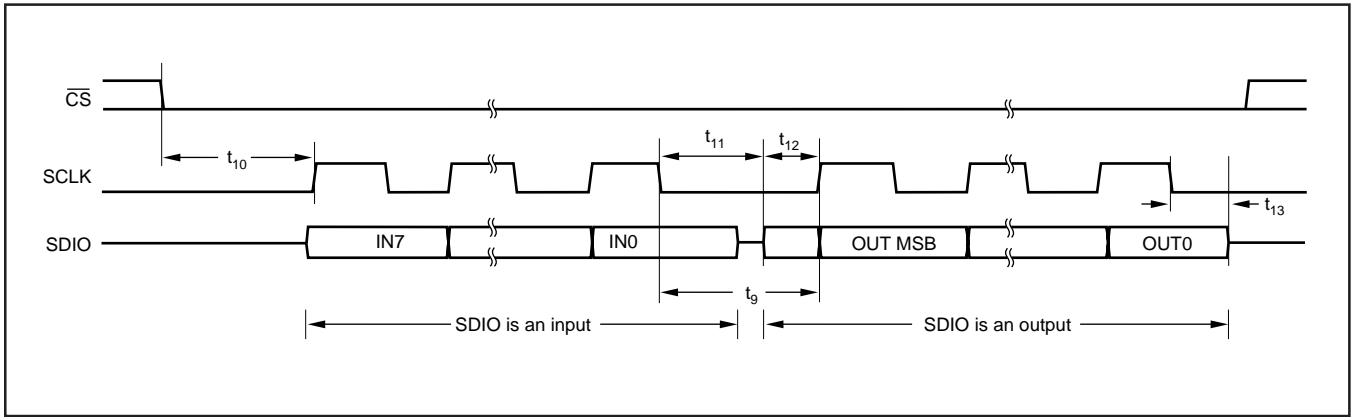 CS
t10
t11
t12
SCLK
t13
SDIO
IN7
IN0
OUT MSB
OUT0
t9
SDIO is an input
SDIO is an output